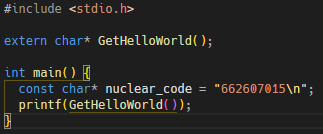 #include <stdio.h>
extern char* GetHelloWorld();
int main() {
const char* nuclear_code = "662607015\n";
printf(GetHelloWorld());
}